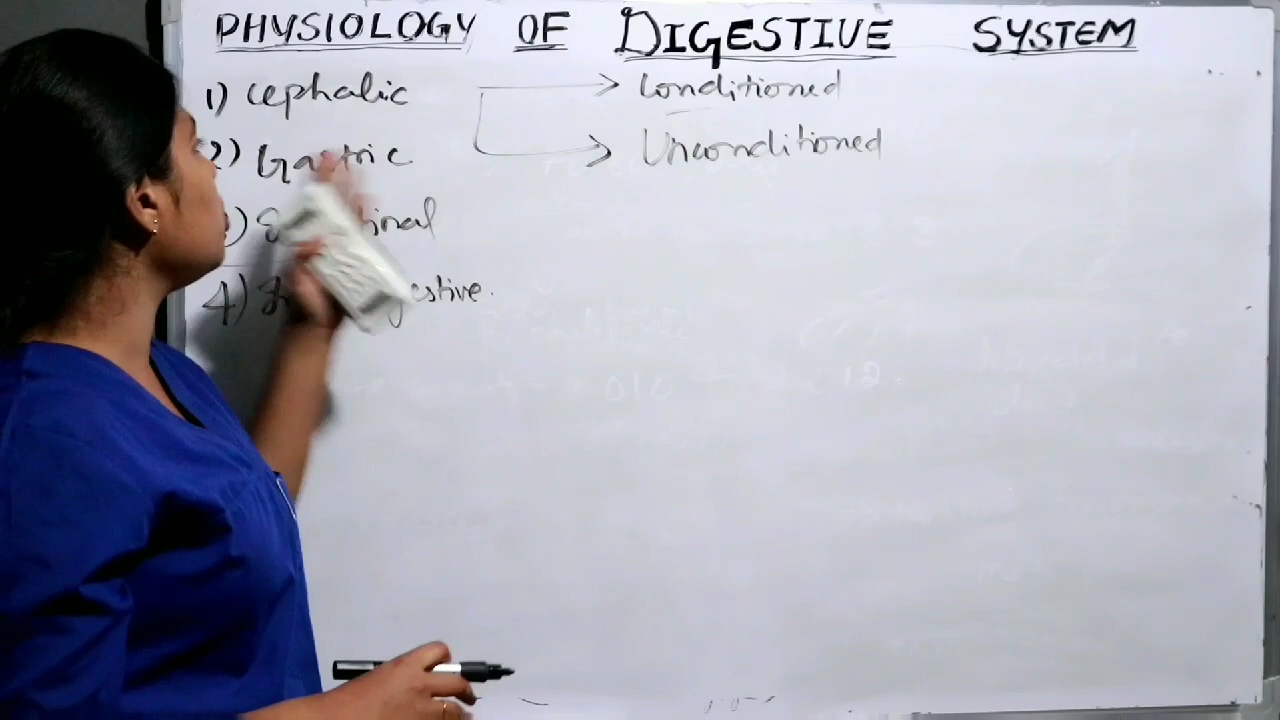 PHYSIOLOGY OF DIGESTIVE SYSTEM
1) Cephalic → Conditioned
→ Unconditioned
2) Gastric
4)